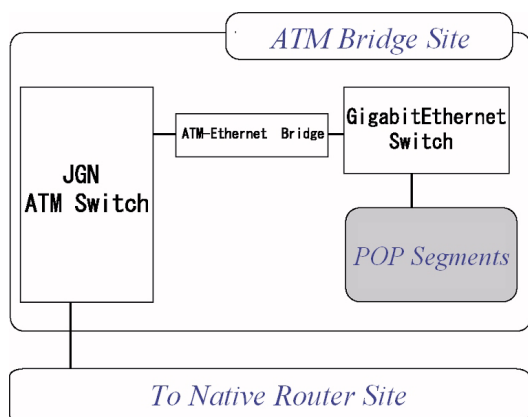 ATM Bridge Site
GigabitEthernet
Switch
ATM-Ethernet Bridge
JGN
ATM Switch
POP Segments
To Native Router Site